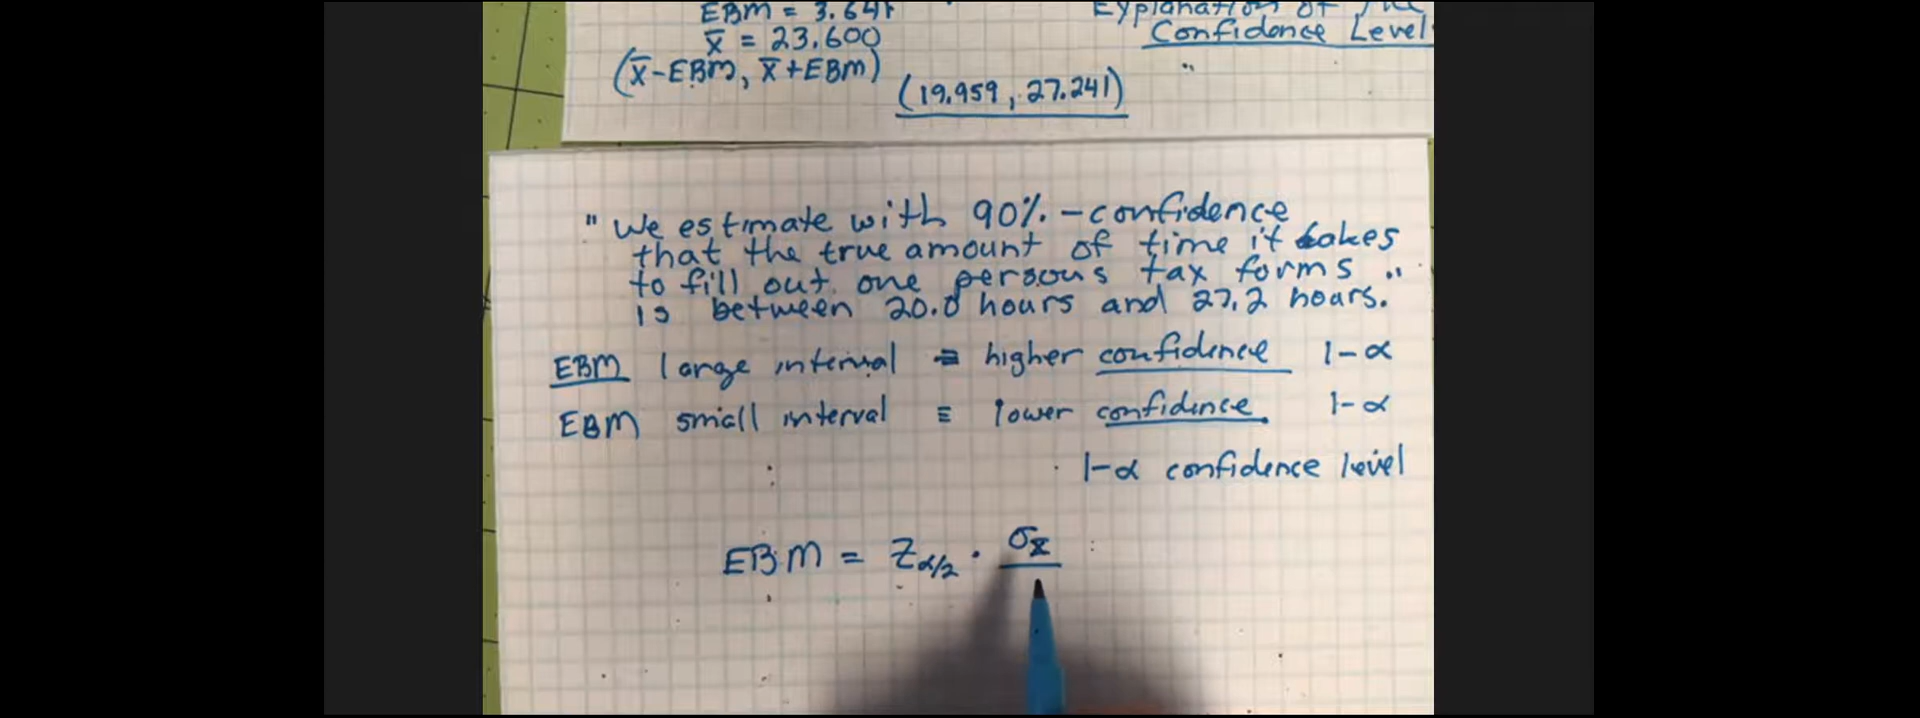 EBM = 3.641
x̄ = 23.600
(x̄-EBM, x̄+EBM)
(19.959, 27.241)
Explanation of The
Confidence Level
"
"We estimate with 90% - confidence
that the true amount of time it takes
to fill out one persons tax forms "
is between 20.0 hours and 27.2 hours.
EBM large interval ≡ higher confidence 1-α
EBM small interval ≡ lower confidence 1-α
1-α confidence level
EBM = Z α/2 · σx